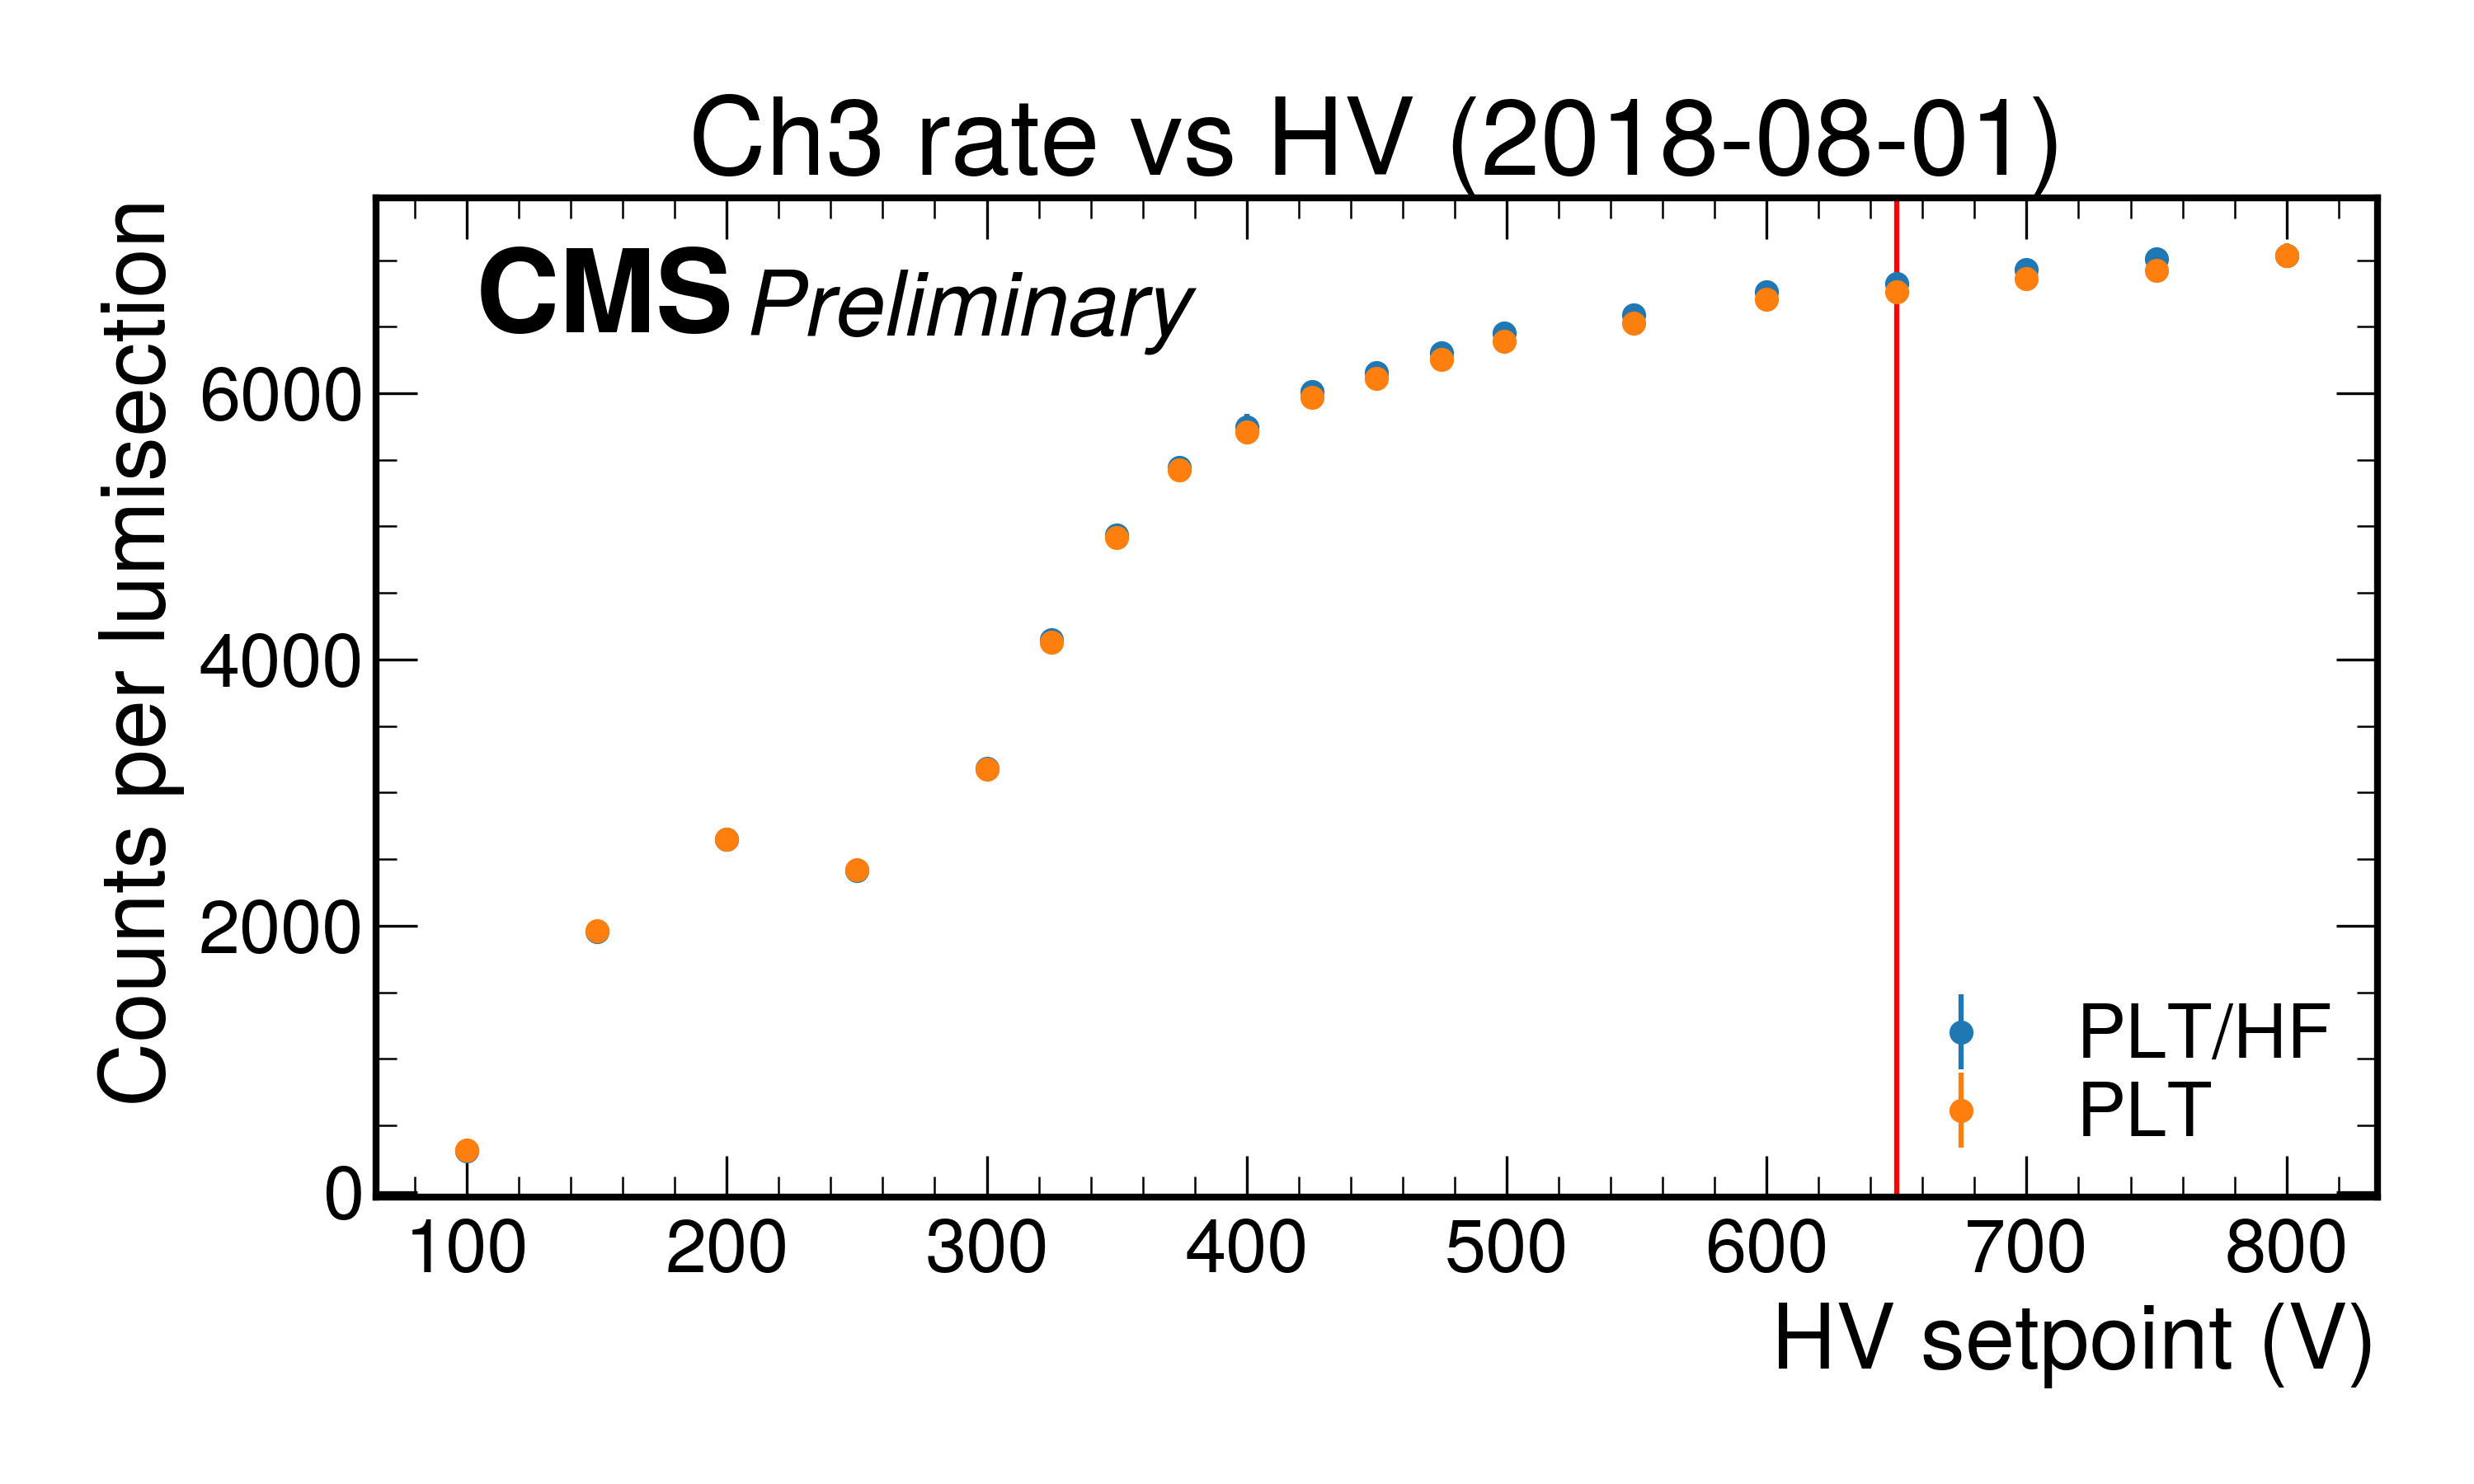 Ch3 rate vs HV (2018-08-01)
CMS Preliminary
Counts per lumisection
6000
4000
2000
0
PLT/HF
PLT
100 200 300 400 500 600 700 800
HV setpoint (V)